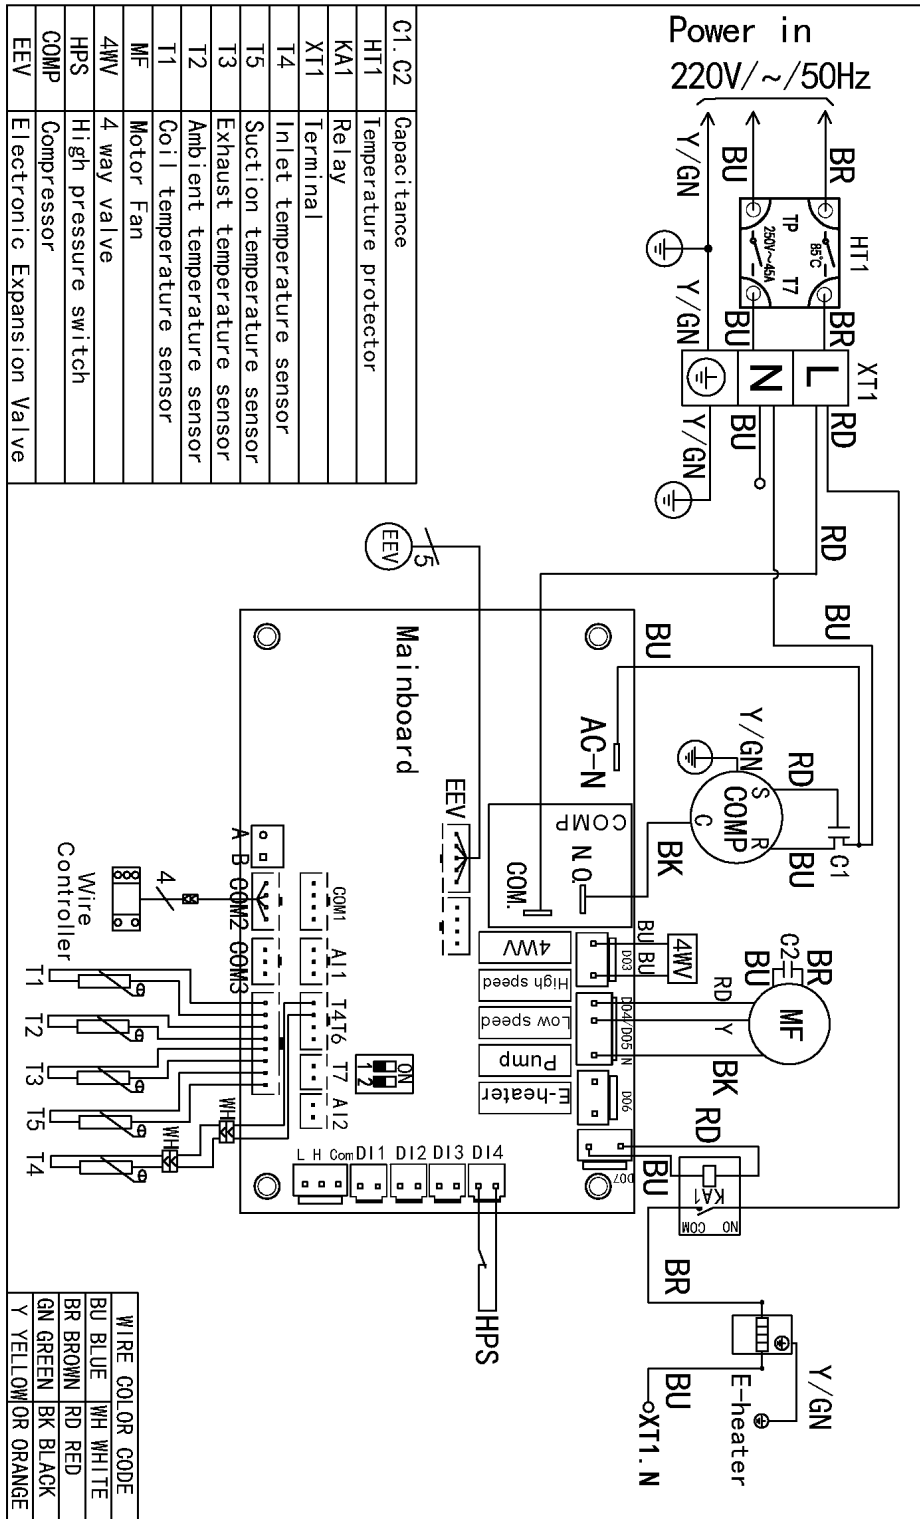 Power in
220V/~/50Hz
Y/GN
BU
BR
HT1
TP
T7
250V~45A
85°C
Y/GN
BU
BR
XT1
N
L
Y/GN
BU
RD
RD
BU
C1. C2 Capacitance
HT1 Temperature protector
KA1 Relay
XT1 Terminal
T4 Inlet temperature sensor
T5 Suction temperature sensor
T3 Exhaust temperature sensor
T2 Ambient temperature sensor
T1 Coil temperature sensor
MF Motor Fan
4WV 4 way valve
HPS High pressure switch
COMP Compressor
EEV Electronic Expansion Valve
EEV
5
Mainboard
BU
AC-N
Y/GN
RD
COMP
S
R
C
C1
BU
BK
COMP
N.O.
COM.
EEV
4WV
High speed
Low speed
Pump
E-heater
BU
BU
4WV
D03
D04/D05 N
D06
D07
RD
Y
BK
C2
BU
BR
MF
RD
BU
KA1
COM
NO
BR
BU
XT1. N
E-heater
Y/GN
A B COM2 COM3
COM1 AI1 T4T6 T7 AI2
ON
1 2
4
Wire
Controller
T1
T2
T3
T5
T4
WH
WH
L H Com DI1 DI2 DI3 DI4
HPS
WIRE COLOR CODE
BU BLUE WH WHITE
BR BROWN RD RED
GN GREEN BK BLACK
Y YELLOW OR ORANGE